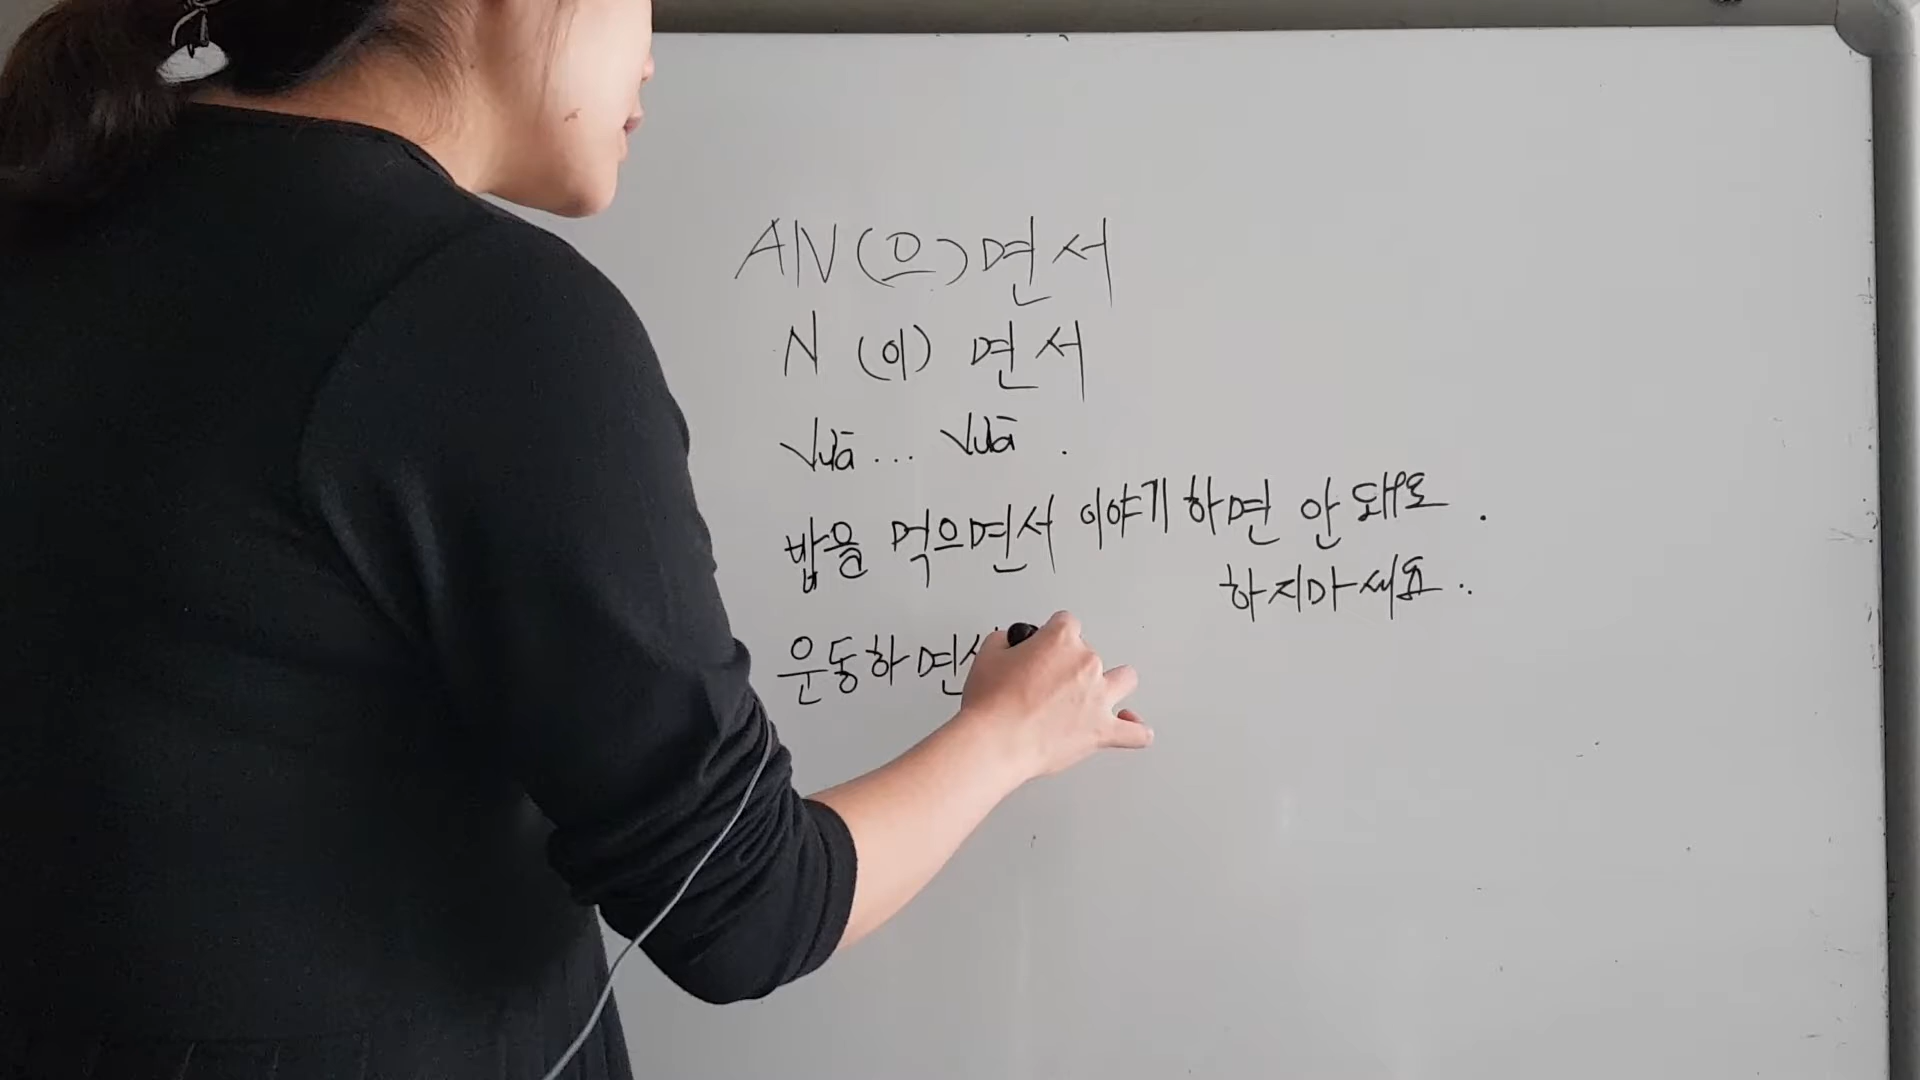 AN(으)면서
N (이) 면서
Vừa ... Vừa .
밥을 먹으면서 이야기하면 안돼요.
하지마세요.
운동하면서